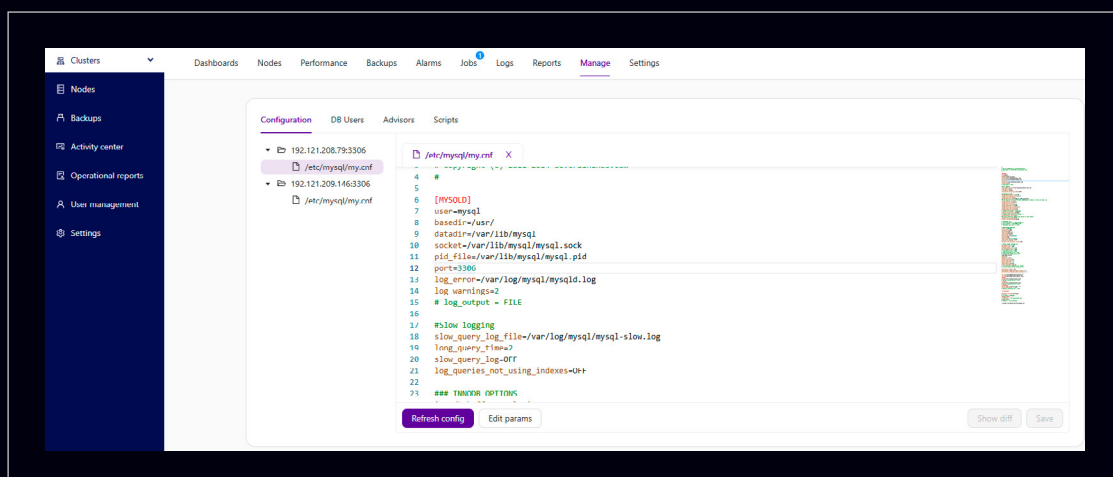 Clusters
Dashboards Nodes Performance Backups Alarms Jobs 1 Logs Reports Manage Settings
Nodes
Backups
Activity center
Operational reports
User management
Settings
Configuration DB Users Advisors Scripts
192.121.208.79:3306
/etc/mysql/my.cnf
192.121.209.146:3306
/etc/mysql/my.cnf
/etc/mysql/my.cnf X
4 #
5
6 [MYSQLD]
7 user=mysql
8 basedir=/usr/
9 datadir=/var/lib/mysql
10 socket=/var/lib/mysql/mysql.sock
11 pid_file=/var/lib/mysql/mysql.pid
12 port=3306
13 log_error=/var/log/mysql/mysqld.log
14 log_warnings=2
15 # log_output = FILE
16
17 #Slow logging
18 slow_query_log_file=/var/log/mysql/mysql-slow.log
19 long_query_time=2
20 slow_query_log=OFF
21 log_queries_not_using_indexes=OFF
22
23 ### INNODB OPTIONS
Refresh config Edit params Show diff Save